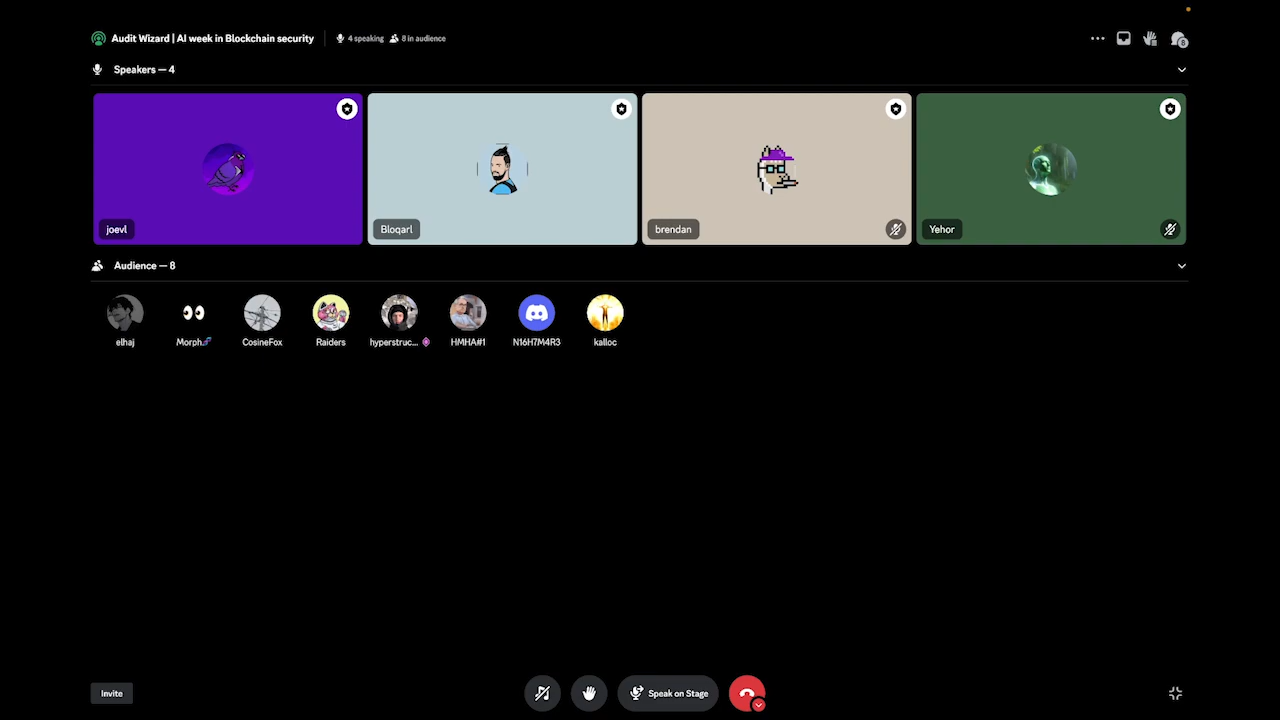 Audit Wizard | AI week in Blockchain security 4 speaking 8 in audience
Speakers — 4
joevl
Bloqarl
brendan
Yehor
Audience — 8
elhaj
Morph
CosineFox
Raiders
hyperstruc...
HMHA#1
N16H7M4R3
kalloc
Invite
Speak on Stage